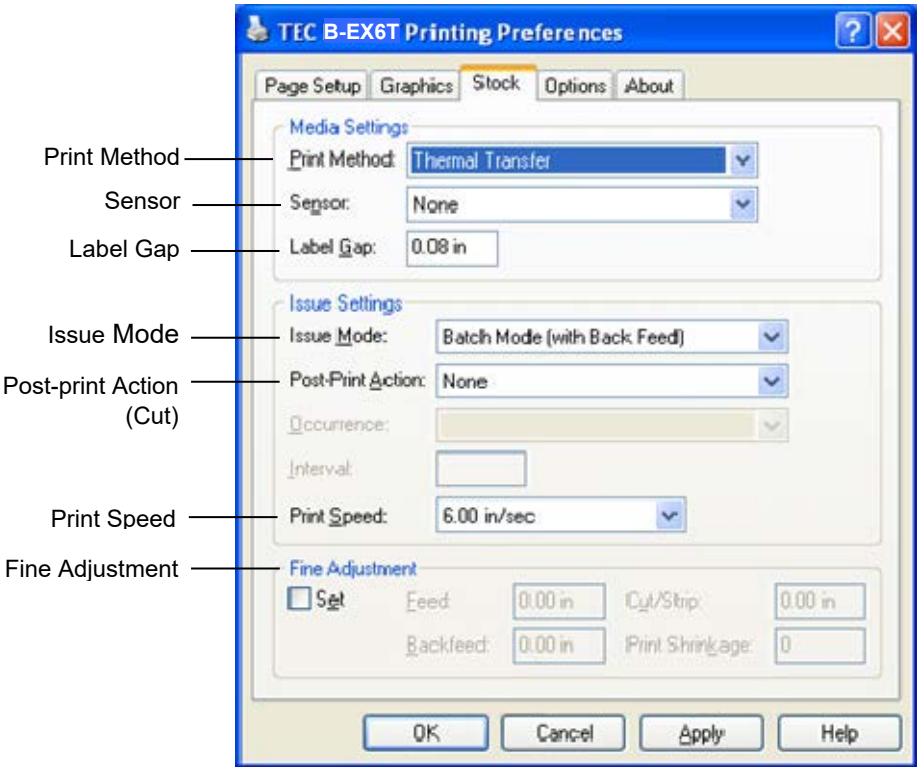 TEC B-EX6T Printing Preferences
Page Setup Graphics Stock Options About
Media Settings
Print Method
Print Method: Thermal Transfer
Sensor
Sensor: None
Label Gap
Label Gap: 0.08 in
Issue Settings
Issue Mode
Issue Mode: Batch Mode (with Back Feed)
Post-print Action
(Cut)
Post-Print Action: None
Occurrence:
Interval:
Print Speed
Print Speed: 6.00 in/sec
Fine Adjustment
Fine Adjustment
Set Feed: 0.00 in Cut/Strip: 0.00 in
Backfeed: 0.00 in Print Shrinkage: 0
OK Cancel Apply Help